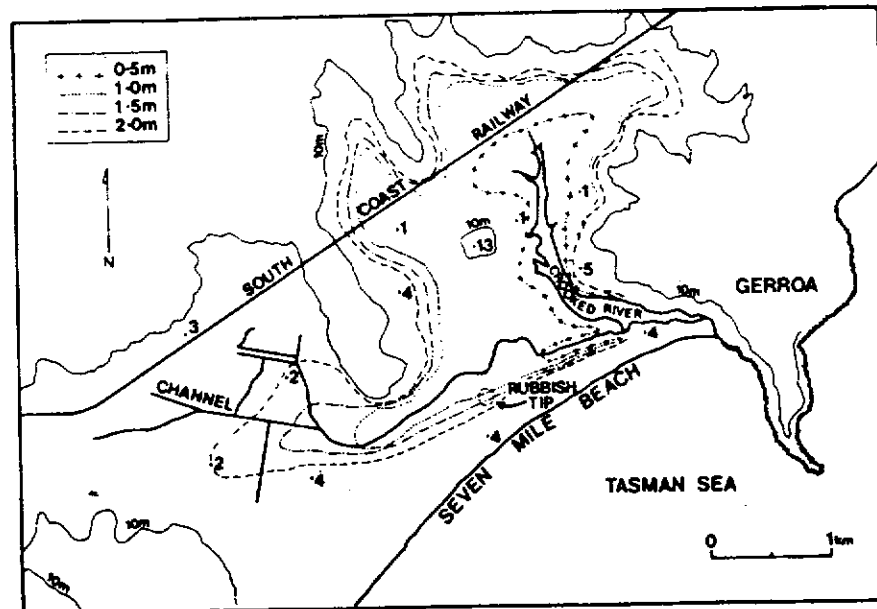 0·5m
1·0m
1·5m
2·0m
N
10m
SOUTH COAST RAILWAY
·1
10m
·13
·1
·1
·5
·4
10m
GERROA
CROOKED RIVER
·4
·3
·2
CHANNEL
RUBBISH
TIP
·4
·2
·4
SEVEN MILE BEACH
TASMAN SEA
10m
10m
0 1km